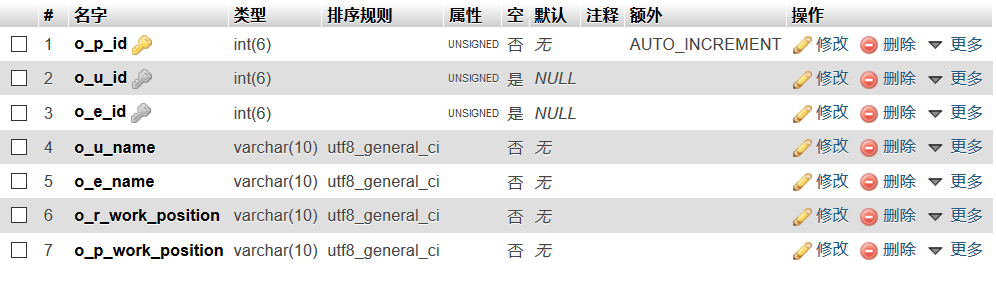 # 名字 类型 排序规则 属性 空 默认 注释 额外 操作
1 o_p_id int(6) UNSIGNED 否 无 AUTO_INCREMENT 修改 删除 更多
2 o_u_id int(6) UNSIGNED 是 NULL 修改 删除 更多
3 o_e_id int(6) UNSIGNED 是 NULL 修改 删除 更多
4 o_u_name varchar(10) utf8_general_ci 否 无 修改 删除 更多
5 o_e_name varchar(10) utf8_general_ci 否 无 修改 删除 更多
6 o_r_work_position varchar(10) utf8_general_ci 否 无 修改 删除 更多
7 o_p_work_position varchar(10) utf8_general_ci 否 无 修改 删除 更多